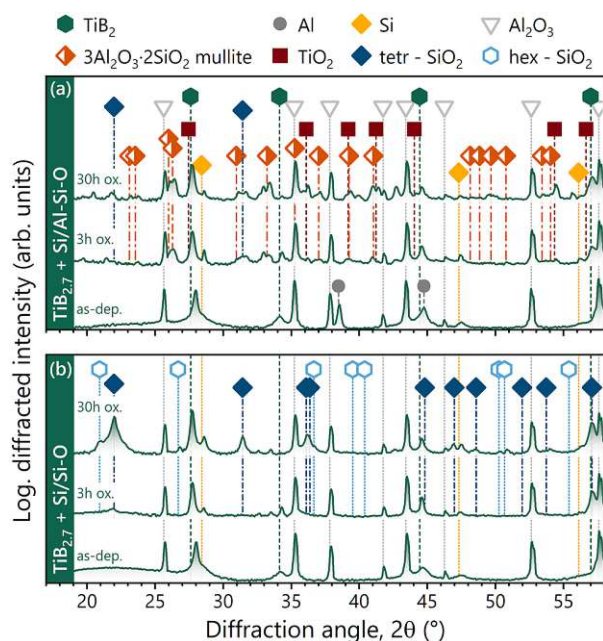 TiB₂ Al Si Al₂O₃
3Al₂O₃·2SiO₂ mullite TiO₂ tetr - SiO₂ hex - SiO₂
(a)
30h ox.
3h ox.
as-dep.
TiB₂.₇ + Si/Al-Si-O
(b)
30h ox.
3h ox.
as-dep.
TiB₂.₇ + Si/Si-O
Log. diffracted intensity (arb. units)
20 25 30 35 40 45 50 55
Diffraction angle, 2θ (°)